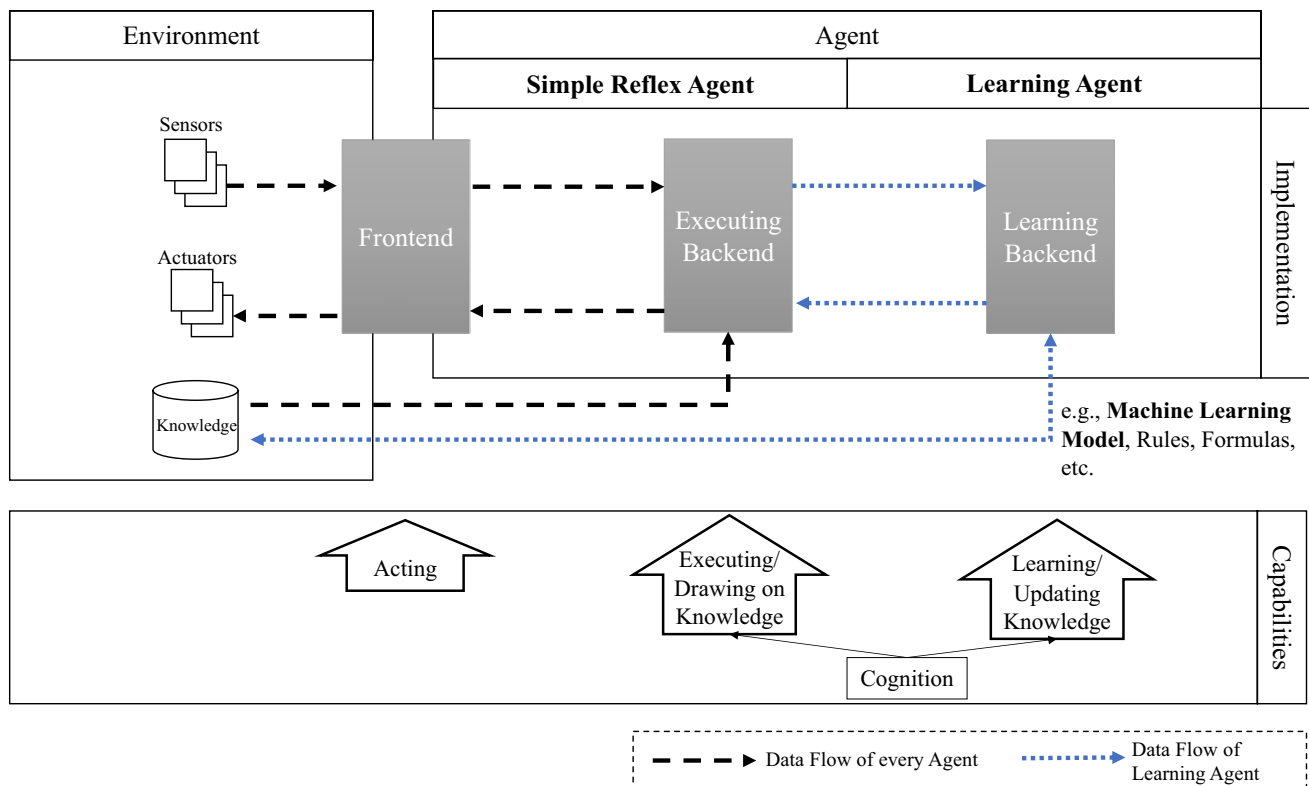 Environment
Agent
Simple Reflex Agent
Learning Agent
Sensors
Actuators
Frontend
Executing
Backend
Learning
Backend
Implementation
Knowledge
e.g., Machine Learning
Model, Rules, Formulas,
etc.
Acting
Executing/
Drawing on
Knowledge
Learning/
Updating
Knowledge
Cognition
Capabilities
Data Flow of every Agent
Data Flow of
Learning Agent